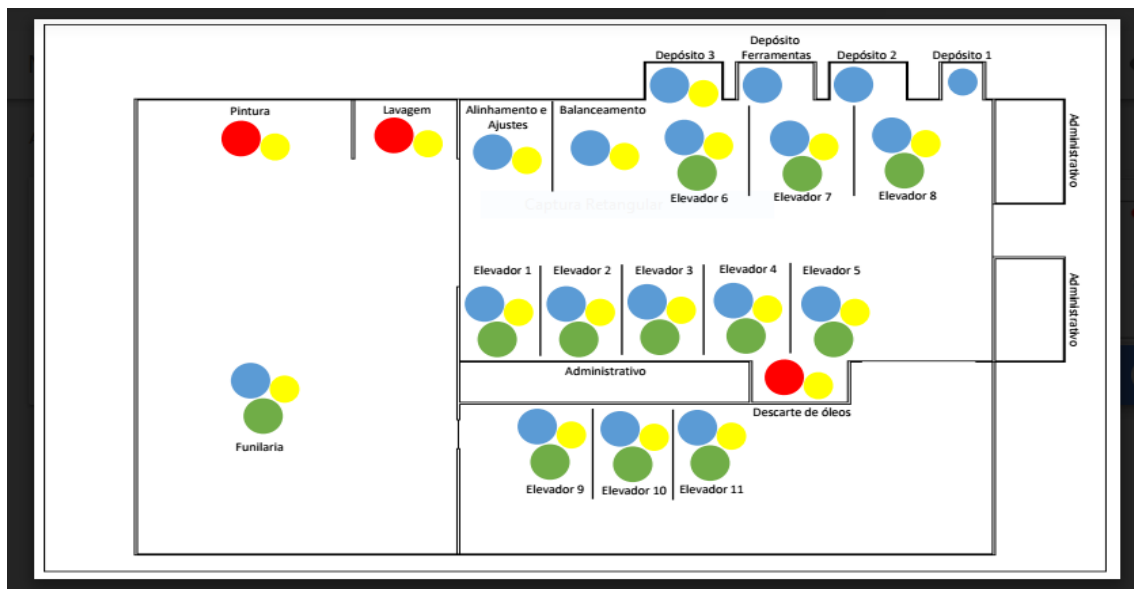 Depósito
Depósito 3
Ferramentas
Depósito 2
Depósito 1
Pintura
Lavagem
Alinhamento e
Ajustes
Balanceamento
Administrativo
Elevador 6
Elevador 7
Elevador 8
Captura Retangular
Elevador 1
Elevador 2
Elevador 3
Elevador 4
Elevador 5
Administrativo
Administrativo
Descarte de óleos
Funilaria
Elevador 9
Elevador 10
Elevador 11